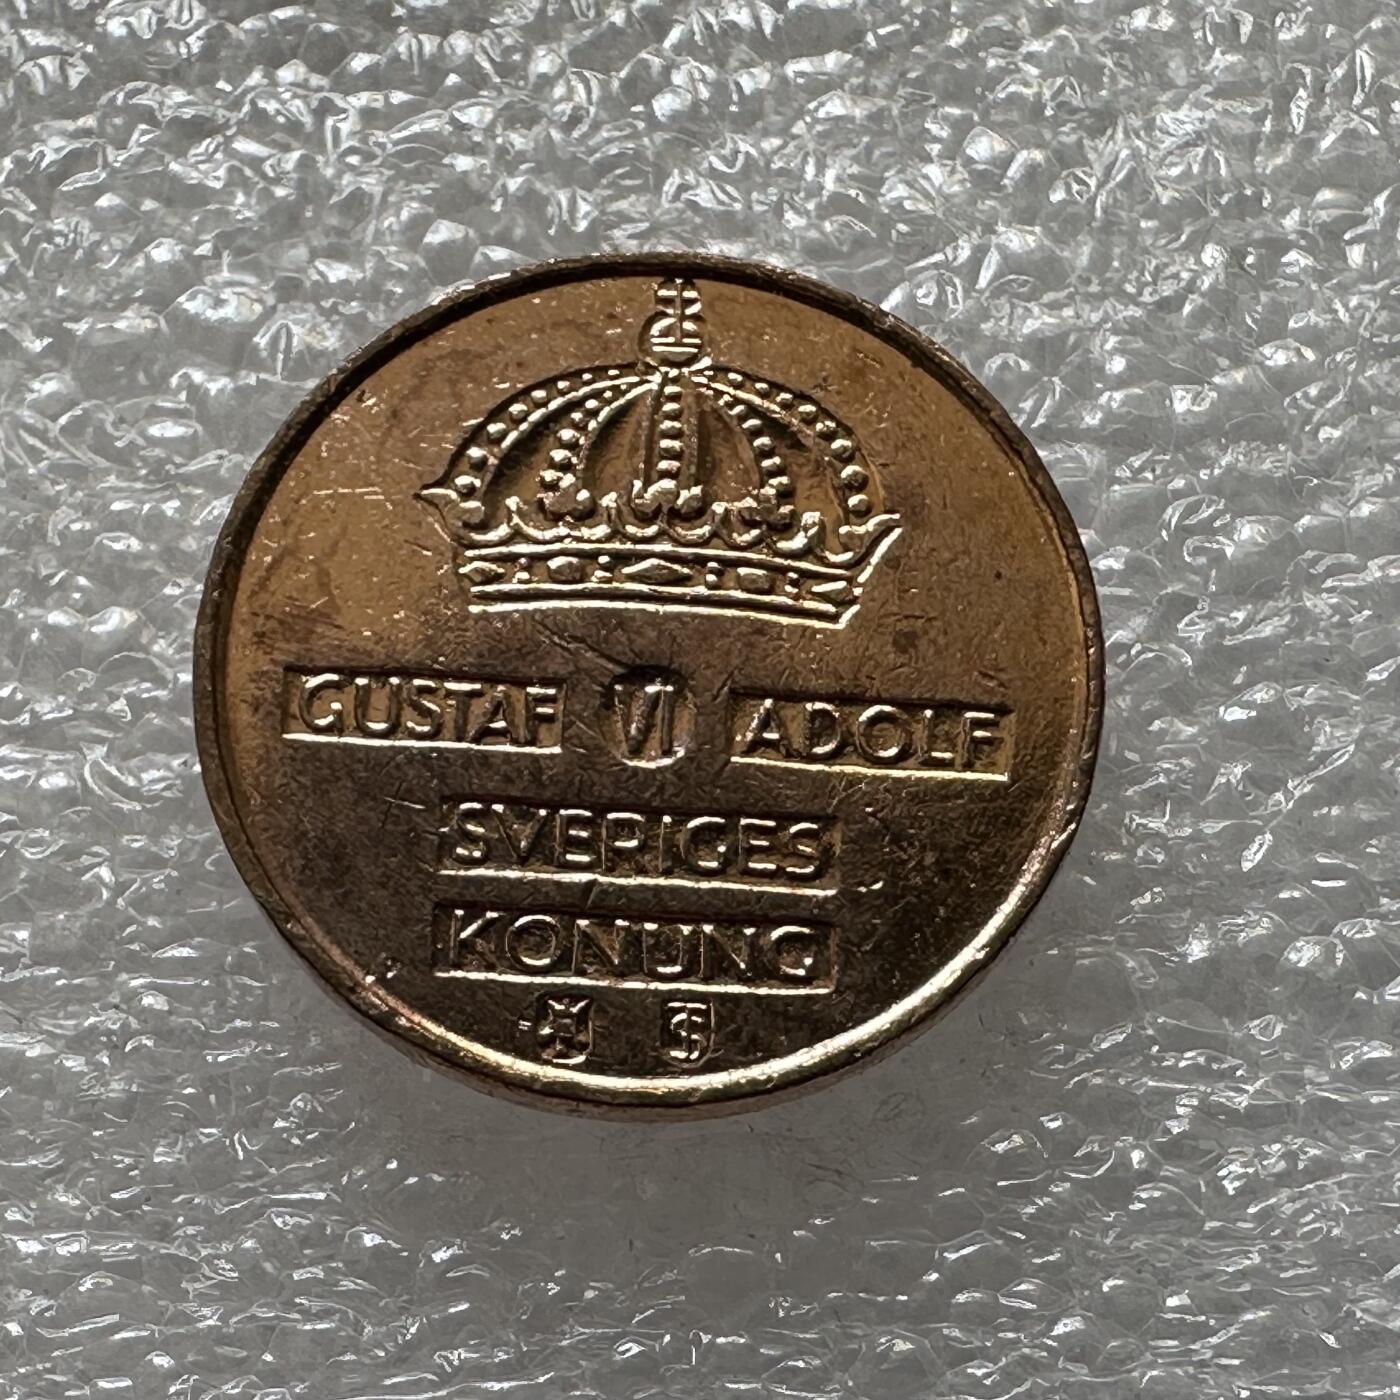 GUSTAF VI ADOLF
SVERIGES
KONUNG